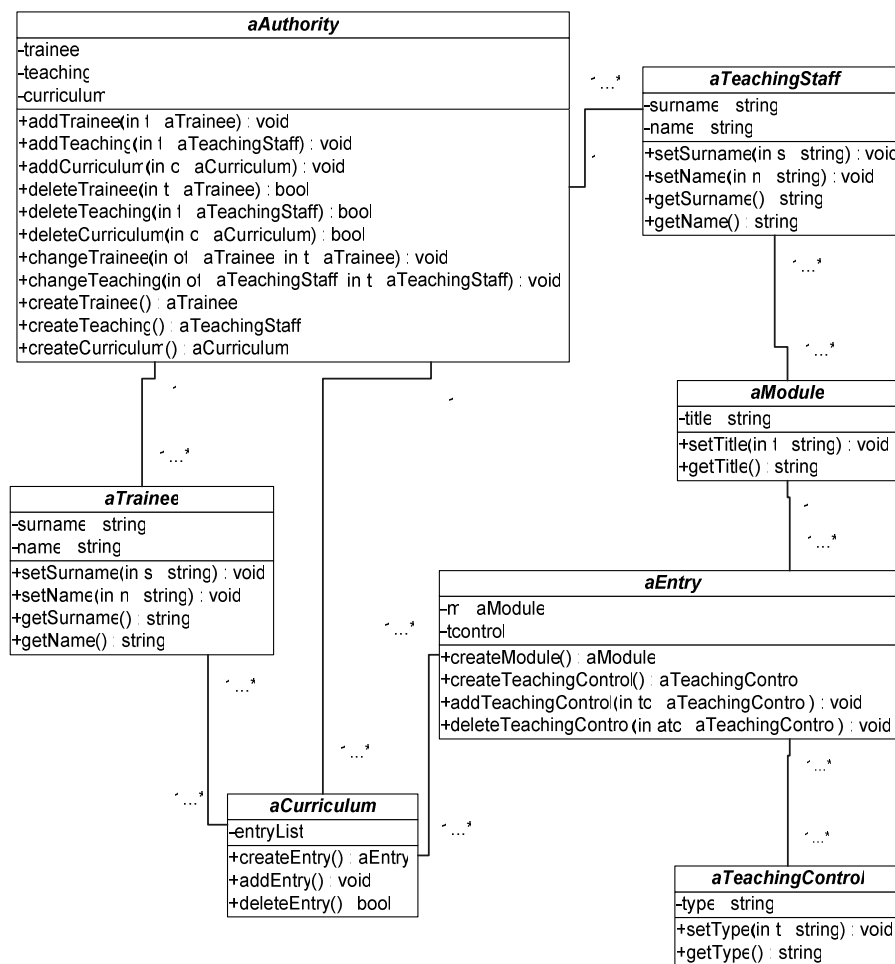 aAuthority
-trainee
-teaching
-curriculum
+addTrainee(in t aTrainee) : void
+addTeaching(in t aTeachingStaff) : void
+addCurriculum(in c aCurriculum) : void
+deleteTrainee(in t aTrainee) : bool
+deleteTeaching(in t aTeachingStaff) : bool
+deleteCurriculum(in c aCurriculum) : bool
+changeTrainee(in ot aTrainee in t aTrainee) : void
+changeTeaching(in ot aTeachingStaff in t aTeachingStaff) : void
+createTrainee() : aTrainee
+createTeaching() : aTeachingStaff
+createCurriculum() : aCurriculum
...*
aTeachingStaff
-surname string
-name string
+setSurname(in s string) : void
+setName(in n string) : void
+getSurname() : string
+getName() : string
...*
...*
aModule
-title string
+setTitle(in t string) : void
+getTitle() : string
...*
...*
aTrainee
-surname string
-name string
+setSurname(in s string) : void
+setName(in n string) : void
+getSurname() : string
+getName() : string
...*
...*
aEntry
-m aModule
-tcontrol
+createModule() : aModule
+createTeachingControl() : aTeachingContro
+addTeachingControl(in tc aTeachingContro) : void
+deleteTeachingContro(in atc aTeachingContro) : void
...*
...*
...*
...*
aCurriculum
-entryList
+createEntry() : aEntry
+addEntry() : void
+deleteEntry() bool
...*
...*
aTeachingControl
-type string
+setType(in t string) : void
+getType() : string